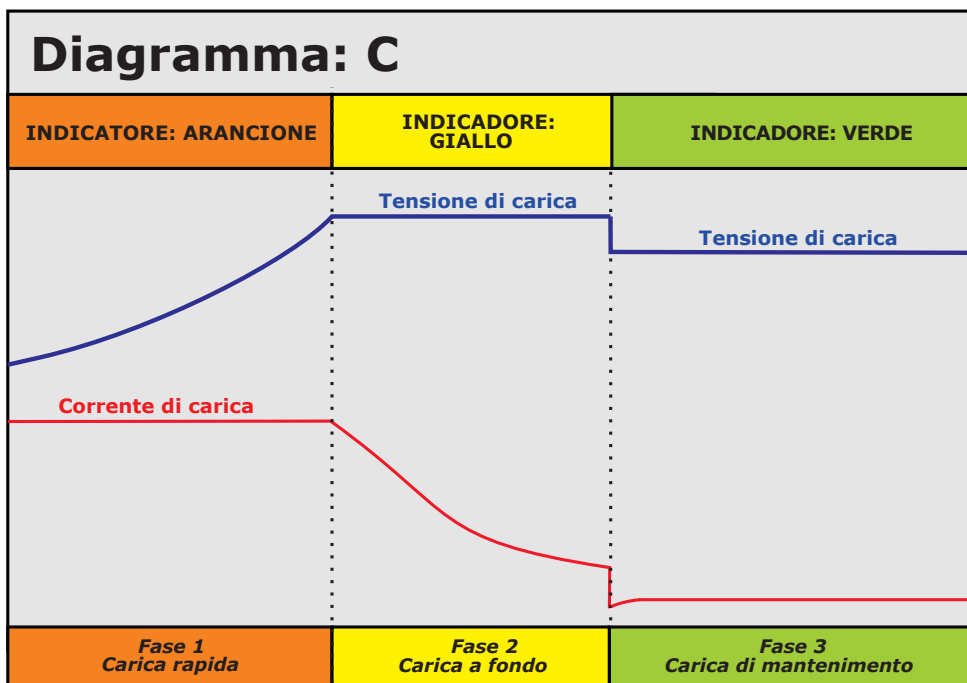 Diagramma: C
INDICATORE: ARANCIONE
INDICADORE:
GIALLO
INDICADORE: VERDE
Tensione di carica
Tensione di carica
Corrente di carica
Fase 1
Carica rapida
Fase 2
Carica a fondo
Fase 3
Carica di mantenimento